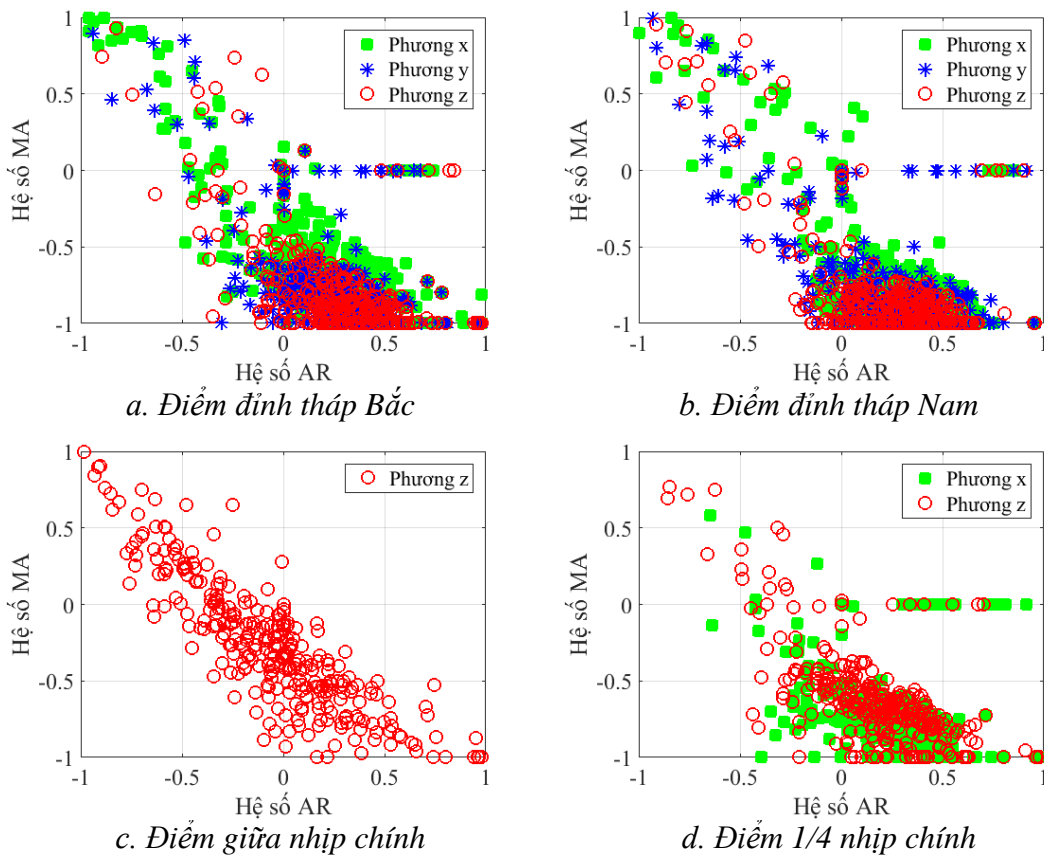 Hệ số MA
1
0.5
0
-0.5
-1
Phương x
Phương y
Phương z
-1 -0.5 0 0.5 1
Hệ số AR
a. Điểm đỉnh tháp Bắc
Hệ số MA
1
0.5
0
-0.5
-1
Phương x
Phương y
Phương z
-1 -0.5 0 0.5 1
Hệ số AR
b. Điểm đỉnh tháp Nam
Hệ số MA
1
0.5
0
-0.5
-1
Phương z
-1 -0.5 0 0.5 1
Hệ số AR
c. Điểm giữa nhịp chính
Hệ số MA
1
0.5
0
-0.5
-1
Phương x
Phương z
-1 -0.5 0 0.5 1
Hệ số AR
d. Điểm 1/4 nhịp chính